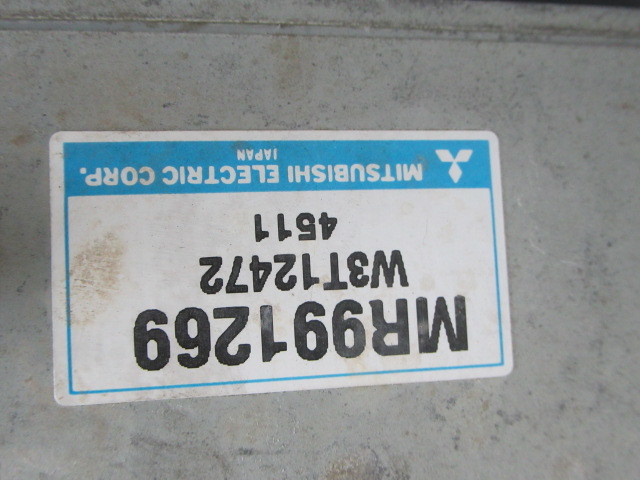 MR991269
W3T12472
4511
MITSUBISHI ELECTRIC CORP.
JAPAN